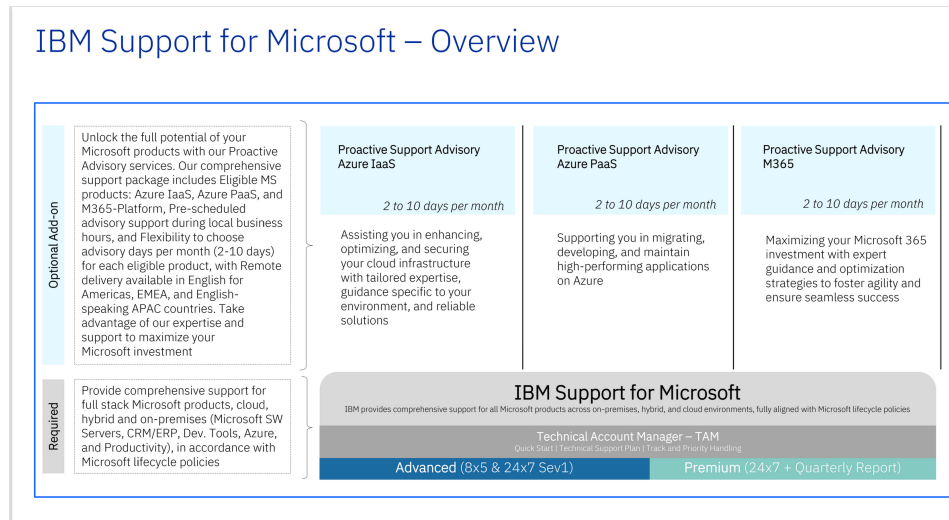 IBM Support for Microsoft – Overview
Optional Add-on
Unlock the full potential of your
Microsoft products with our Proactive
Advisory services. Our comprehensive
support package includes Eligible MS
products: Azure IaaS, Azure PaaS, and
M365-Platform, Pre-scheduled
advisory support during local business
hours, and Flexibility to choose
advisory days per month (2-10 days)
for each eligible product, with Remote
delivery available in English for
Americas, EMEA, and English-
speaking APAC countries. Take
advantage of our expertise and
support to maximize your
Microsoft investment
Proactive Support Advisory
Azure IaaS
2 to 10 days per month
Assisting you in enhancing,
optimizing, and securing
your cloud infrastructure
with tailored expertise,
guidance specific to your
environment, and reliable
solutions
Proactive Support Advisory
Azure PaaS
2 to 10 days per month
Supporting you in migrating,
developing, and maintain
high-performing applications
on Azure
Proactive Support Advisory
M365
2 to 10 days per month
Maximizing your Microsoft 365
investment with expert
guidance and optimization
strategies to foster agility and
ensure seamless success
Required
Provide comprehensive support for
full stack Microsoft products, cloud,
hybrid and on-premises (Microsoft SW
Servers, CRM/ERP, Dev. Tools, Azure,
and Productivity), in accordance with
Microsoft lifecycle policies
IBM Support for Microsoft
IBM provides comprehensive support for all Microsoft products across on-premises, hybrid, and cloud environments, fully aligned with Microsoft lifecycle policies
Technical Account Manager – TAM
Quick Start | Technical Support Plan | Track and Priority Handling
Advanced (8x5 & 24x7 Sev1)
Premium (24x7 + Quarterly Report)